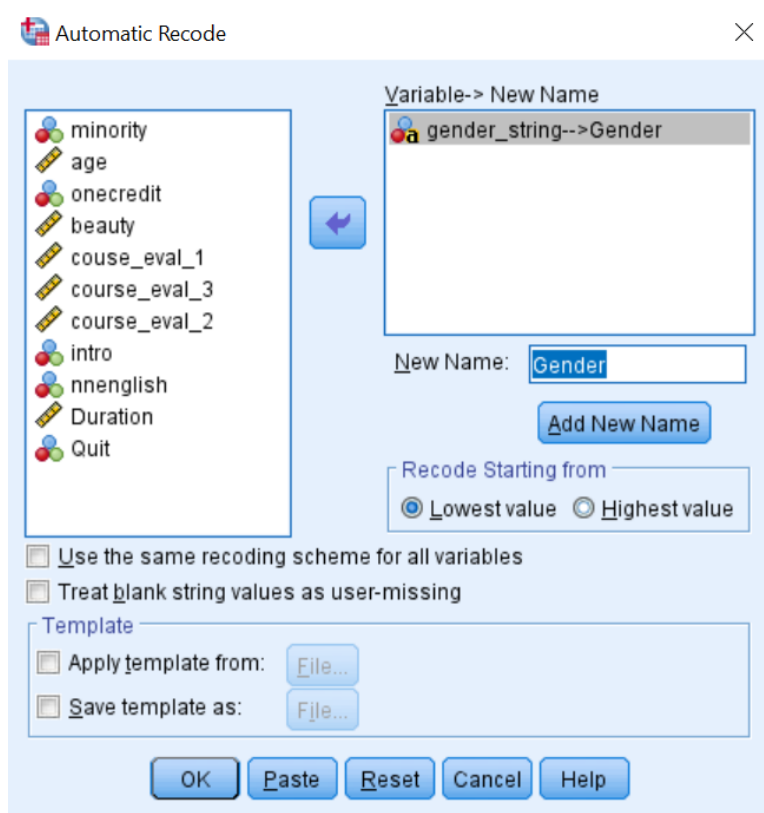 Automatic Recode
Variable-> New Name
minority
age
onecredit
beauty
couse_eval_1
course_eval_3
course_eval_2
intro
nnenglish
Duration
Quit
a gender_string-->Gender
New Name: Gender
Add New Name
Recode Starting from
Lowest value Highest value
Use the same recoding scheme for all variables
Treat blank string values as user-missing
Template
Apply template from: File...
Save template as: File...
OK Paste Reset Cancel Help